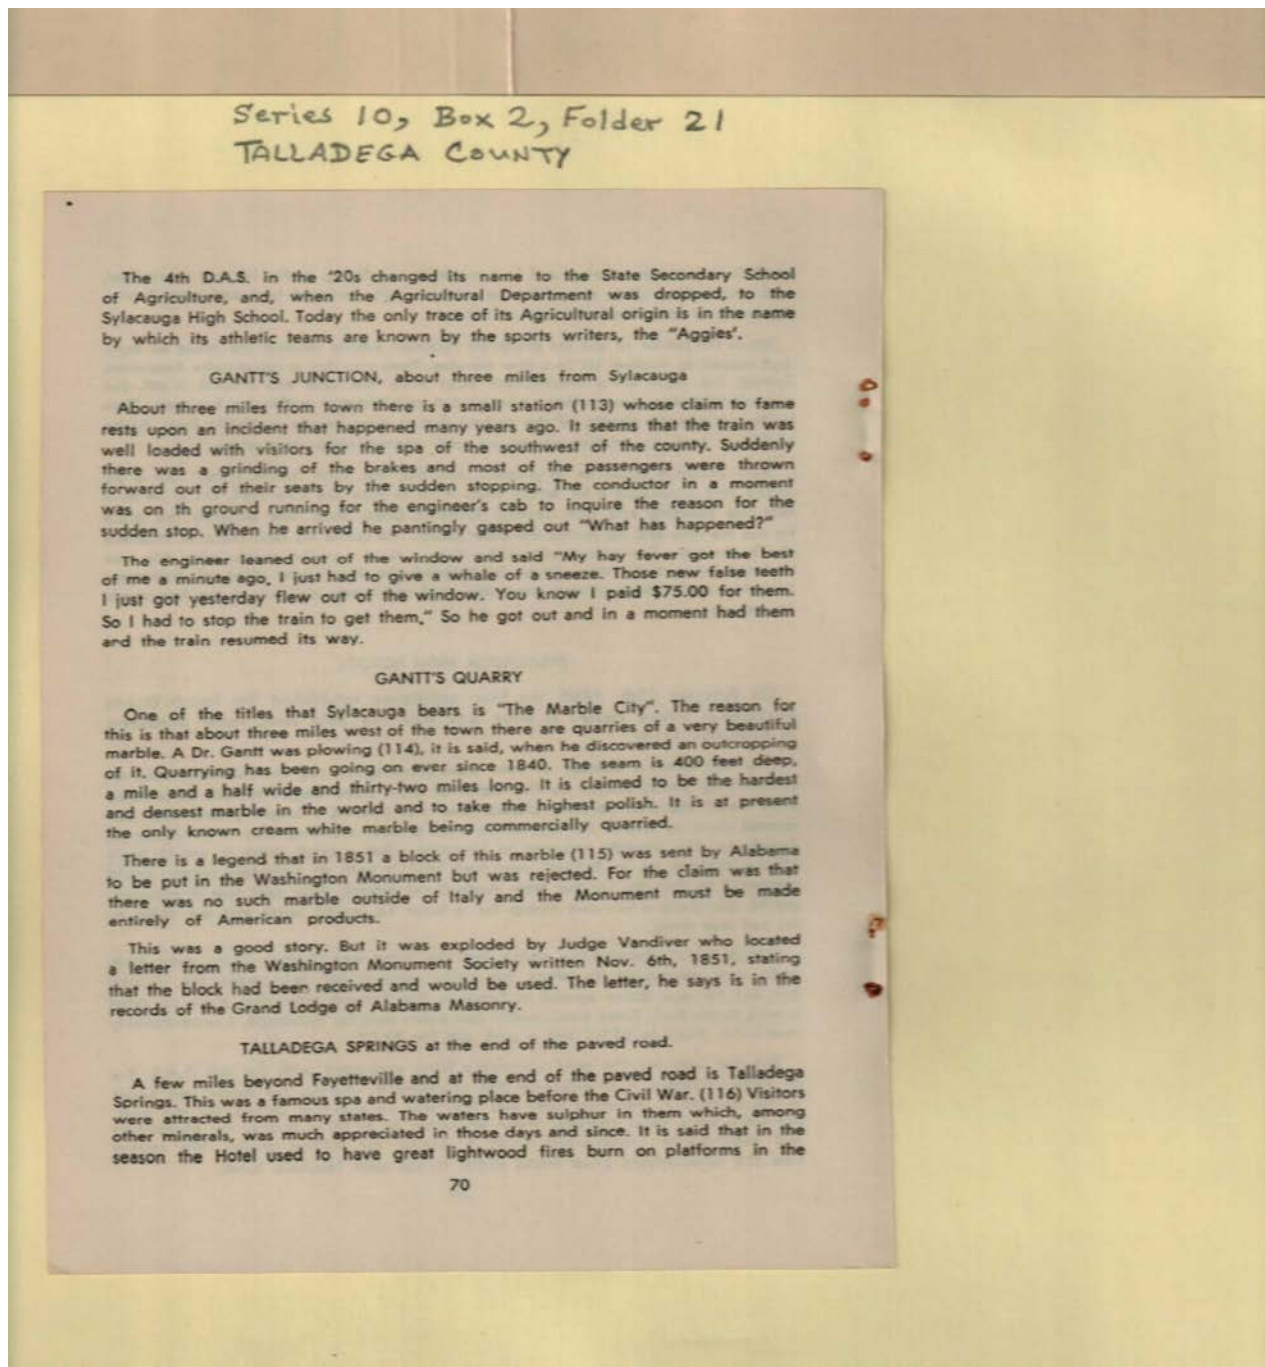 Series 10, Box 2, Folder 21
TALLADEGA COUNTY
The 4th D.A.S. in the '20s changed its name to the State Secondary School
of Agriculture, and, when the Agricultural Department was dropped, to the
Sylacauga High School. Today the only trace of its Agricultural origin is in the name
by which its athletic teams are known by the sports writers, the "Aggies'.
GANTT'S JUNCTION, about three miles from Sylacauga
About three miles from town there is a small station (113) whose claim to fame
rests upon an incident that happened many years ago. It seems that the train was
well loaded with visitors for the spa of the southwest of the county. Suddenly
there was a grinding of the brakes and most of the passengers were thrown
forward out of their seats by the sudden stopping. The conductor in a moment
was on th ground running for the engineer's cab to inquire the reason for the
sudden stop. When he arrived he pantingly gasped out "What has happened?"
The engineer leaned out of the window and said "My hay fever got the best
of me a minute ago, I just had to give a whale of a sneeze. Those new false teeth
I just got yesterday flew out of the window. You know I paid $75.00 for them.
So I had to stop the train to get them," So he got out and in a moment had them
and the train resumed its way.
GANTT'S QUARRY
One of the titles that Sylacauga bears is "The Marble City". The reason for
this is that about three miles west of the town there are quarries of a very beautiful
marble. A Dr. Gantt was plowing (114), it is said, when he discovered an outcropping
of it. Quarrying has been going on ever since 1840. The seam is 400 feet deep,
a mile and a half wide and thirty-two miles long. It is claimed to be the hardest
and densest marble in the world and to take the highest polish. It is at present
the only known cream white marble being commercially quarried.
There is a legend that in 1851 a block of this marble (115) was sent by Alabama
to be put in the Washington Monument but was rejected. For the claim was that
there was no such marble outside of Italy and the Monument must be made
entirely of American products.
This was a good story. But it was exploded by Judge Vandiver who located
a letter from the Washington Monument Society written Nov. 6th, 1851, stating
that the block had been received and would be used. The letter, he says is in the
records of the Grand Lodge of Alabama Masonry.
TALLADEGA SPRINGS at the end of the paved road.
A few miles beyond Fayetteville and at the end of the paved road is Talladega
Springs. This was a famous spa and watering place before the Civil War. (116) Visitors
were attracted from many states. The waters have sulphur in them which, among
other minerals, was much appreciated in those days and since. It is said that in the
season the Hotel used to have great lightwood fires burn on platforms in the
70